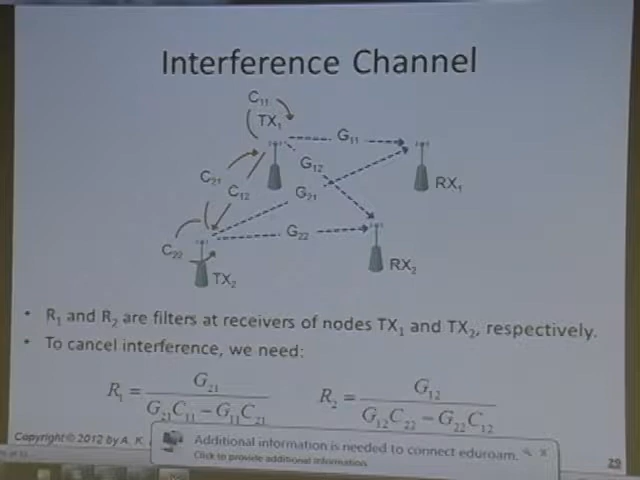 Interference Channel
C11
TX1
G11
G12
RX1
C21
C12
G21
C22
G22
RX2
TX2
• R1 and R2 are filters at receivers of nodes TX1 and TX2, respectively.
• To cancel interference, we need:
R1 = G21 / (G21C11 − G11C21)
R2 = G12 / (G12C22 − G22C12)
Copyright © 2012 by A. K.
Additional information is needed to connect eduroam.
Click to provide additional information.
29